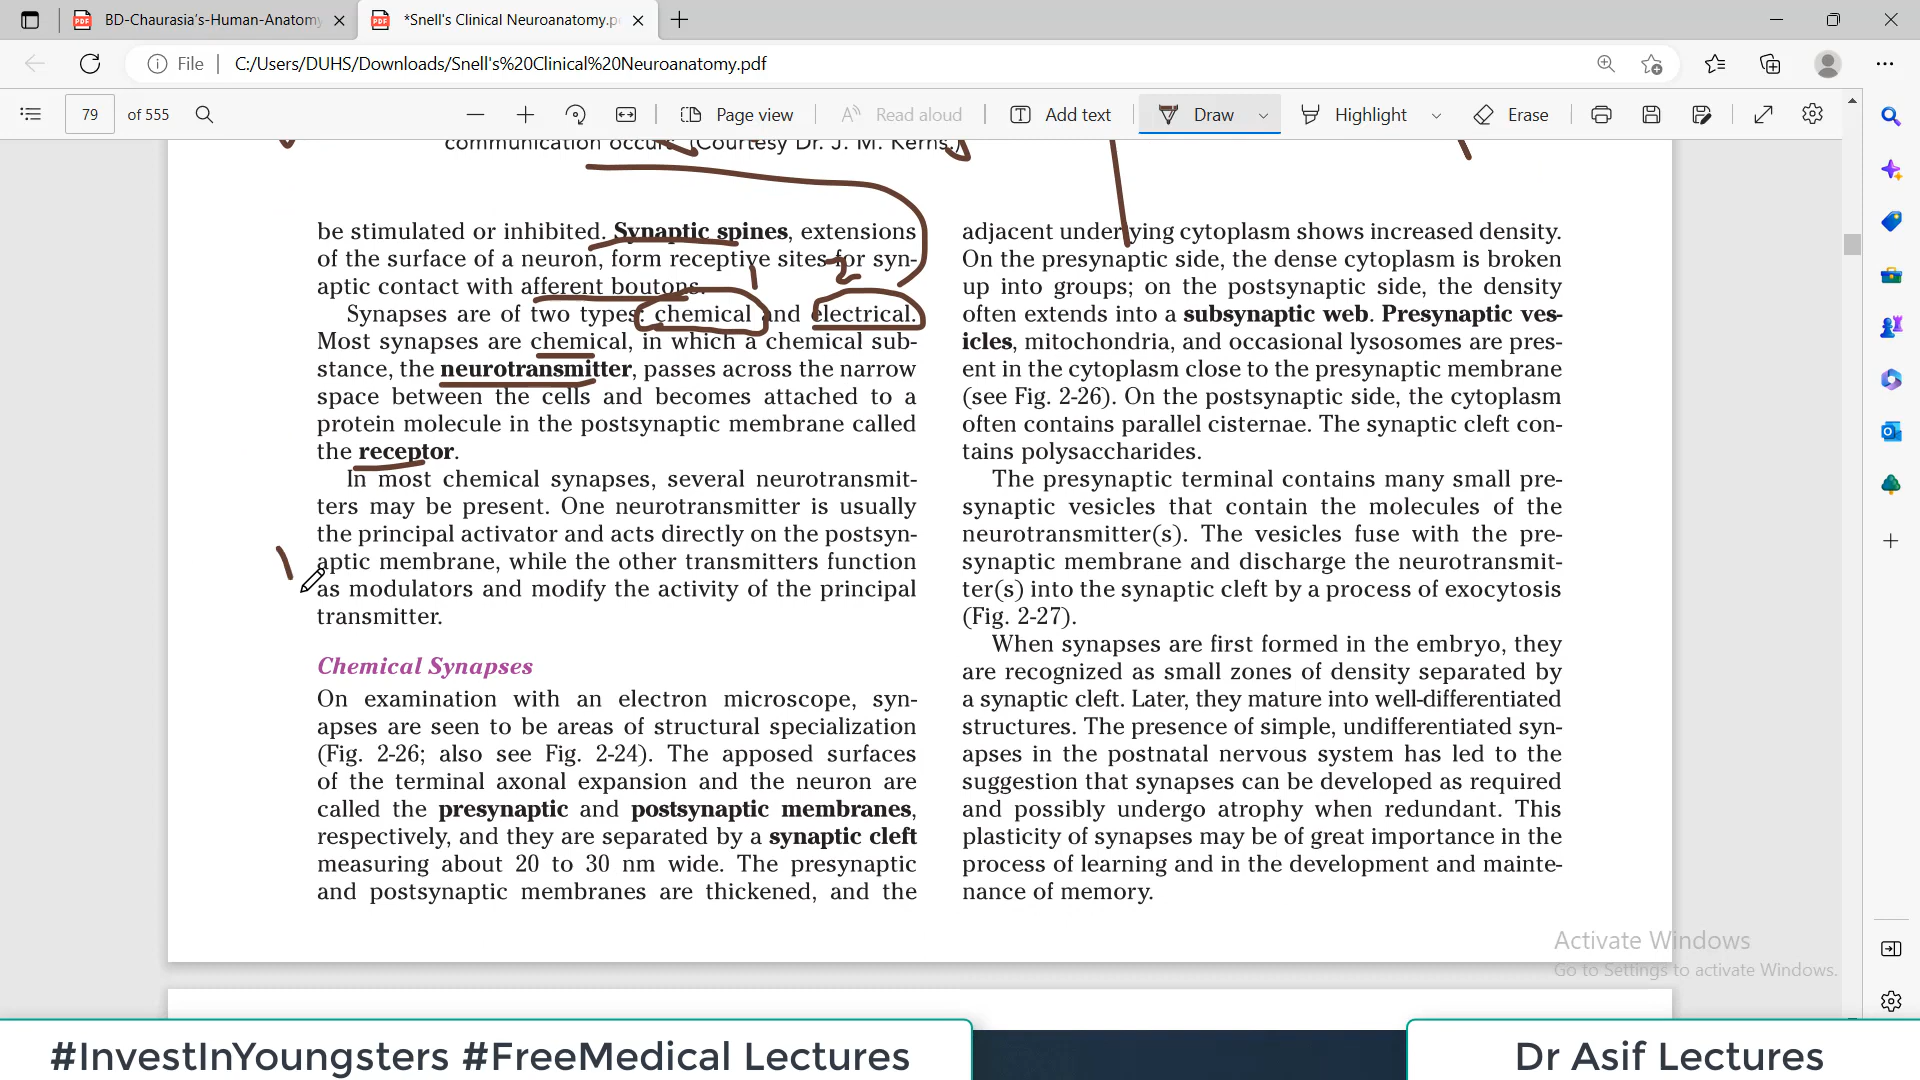 BD-Chaurasia's-Human-Anatomy
*Snell's Clinical Neuroanatomy.p
File
C:/Users/DUHS/Downloads/Snell's%20Clinical%20Neuroanatomy.pdf
79 of 555
Page view
Read aloud
Add text
Draw
Highlight
Erase
communication occurs. (Courtesy Dr. J. M. Kerns.)
be stimulated or inhibited. Synaptic spines, extensions
of the surface of a neuron, form receptive sites for syn-
aptic contact with afferent boutons.
1 2
Synapses are of two types: chemical and electrical.
Most synapses are chemical, in which a chemical sub-
stance, the neurotransmitter, passes across the narrow
space between the cells and becomes attached to a
protein molecule in the postsynaptic membrane called
the receptor.
In most chemical synapses, several neurotransmit-
ters may be present. One neurotransmitter is usually
the principal activator and acts directly on the postsyn-
aptic membrane, while the other transmitters function
as modulators and modify the activity of the principal
transmitter.
Chemical Synapses
On examination with an electron microscope, syn-
apses are seen to be areas of structural specialization
(Fig. 2-26; also see Fig. 2-24). The apposed surfaces
of the terminal axonal expansion and the neuron are
called the presynaptic and postsynaptic membranes,
respectively, and they are separated by a synaptic cleft
measuring about 20 to 30 nm wide. The presynaptic
and postsynaptic membranes are thickened, and the
adjacent underlying cytoplasm shows increased density.
On the presynaptic side, the dense cytoplasm is broken
up into groups; on the postsynaptic side, the density
often extends into a subsynaptic web. Presynaptic ves-
icles, mitochondria, and occasional lysosomes are pres-
ent in the cytoplasm close to the presynaptic membrane
(see Fig. 2-26). On the postsynaptic side, the cytoplasm
often contains parallel cisternae. The synaptic cleft con-
tains polysaccharides.
The presynaptic terminal contains many small pre-
synaptic vesicles that contain the molecules of the
neurotransmitter(s). The vesicles fuse with the pre-
synaptic membrane and discharge the neurotransmit-
ter(s) into the synaptic cleft by a process of exocytosis
(Fig. 2-27).
When synapses are first formed in the embryo, they
are recognized as small zones of density separated by
a synaptic cleft. Later, they mature into well-differentiated
structures. The presence of simple, undifferentiated syn-
apses in the postnatal nervous system has led to the
suggestion that synapses can be developed as required
and possibly undergo atrophy when redundant. This
plasticity of synapses may be of great importance in the
process of learning and in the development and mainte-
nance of memory.
Activate Windows
Go to Settings to activate Windows.
#InvestInYoungsters #FreeMedical Lectures
Dr Asif Lectures